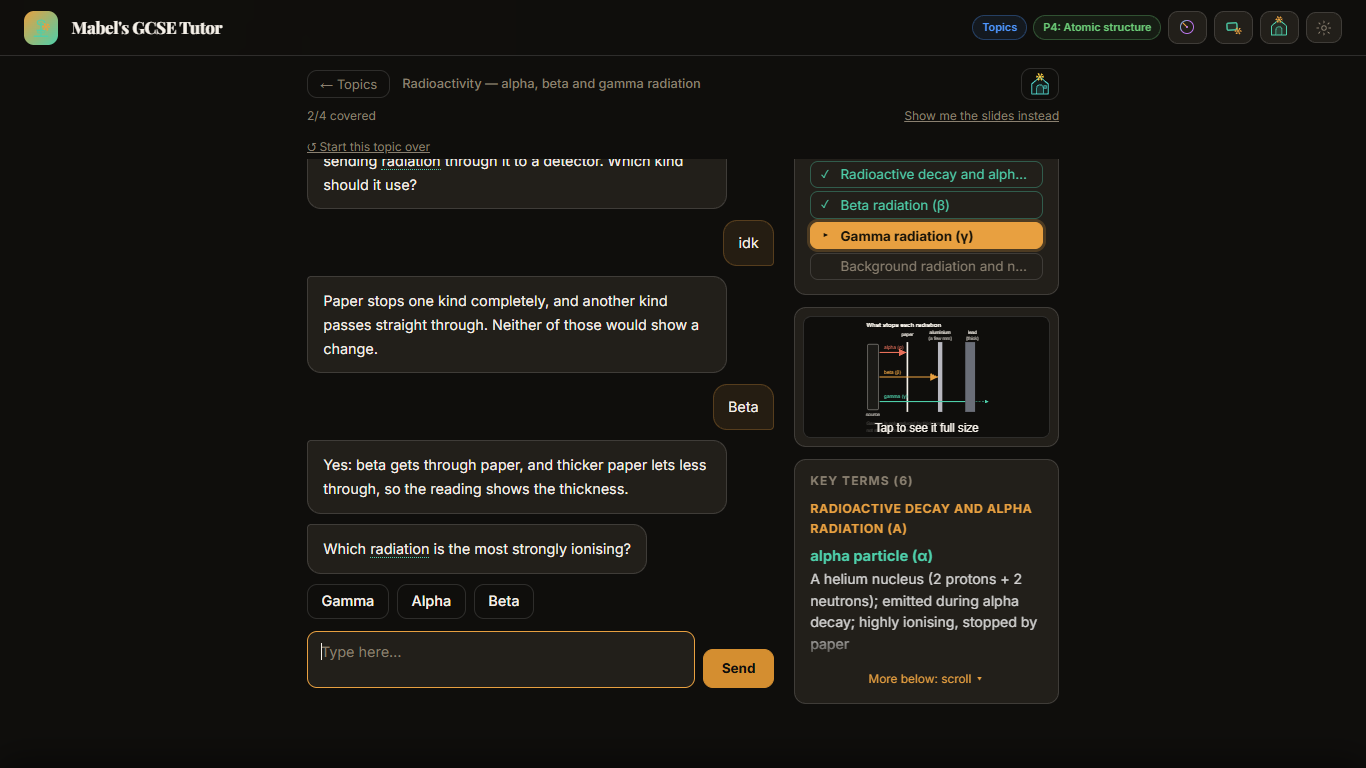 Mabel's GCSE Tutor
Topics
P4: Atomic structure
← Topics
Radioactivity — alpha, beta and gamma radiation
2/4 covered
Show me the slides instead
↺ Start this topic over
sending radiation through it to a detector. Which kind
should it use?
idk
Paper stops one kind completely, and another kind
passes straight through. Neither of those would show a
change.
Beta
Yes: beta gets through paper, and thicker paper lets less
through, so the reading shows the thickness.
Which radiation is the most strongly ionising?
Gamma
Alpha
Beta
Type here...
Send
✓ Radioactive decay and alph...
✓ Beta radiation (β)
▸ Gamma radiation (γ)
Background radiation and n...
What stops each radiation
paper
aluminium
(a few mm)
lead
(thick)
alpha (α)
beta (β)
gamma (γ)
source
Tap to see it full size
KEY TERMS (6)
RADIOACTIVE DECAY AND ALPHA
RADIATION (Α)
alpha particle (α)
A helium nucleus (2 protons + 2
neutrons); emitted during alpha
decay; highly ionising, stopped by
paper
More below: scroll ▾